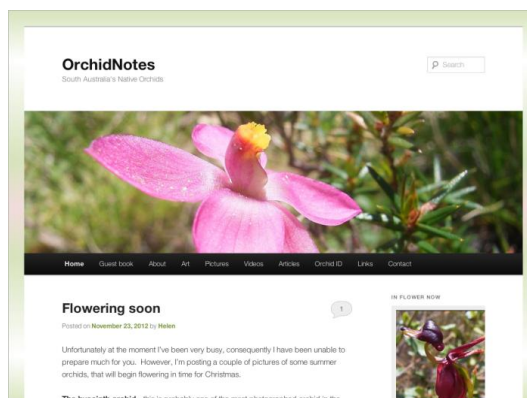 OrchidNotes
South Australia's Native Orchids
Search
Home Guest book About Art Pictures Videos Articles Orchid ID Links Contact
Flowering soon
1
Posted on November 23, 2012 by Helen
Unfortunately at the moment I've been very busy, consequently I have been unable to
prepare much for you. However, I'm posting a couple of pictures of some summer
orchids, that will begin flowering in time for Christmas.
IN FLOWER NOW